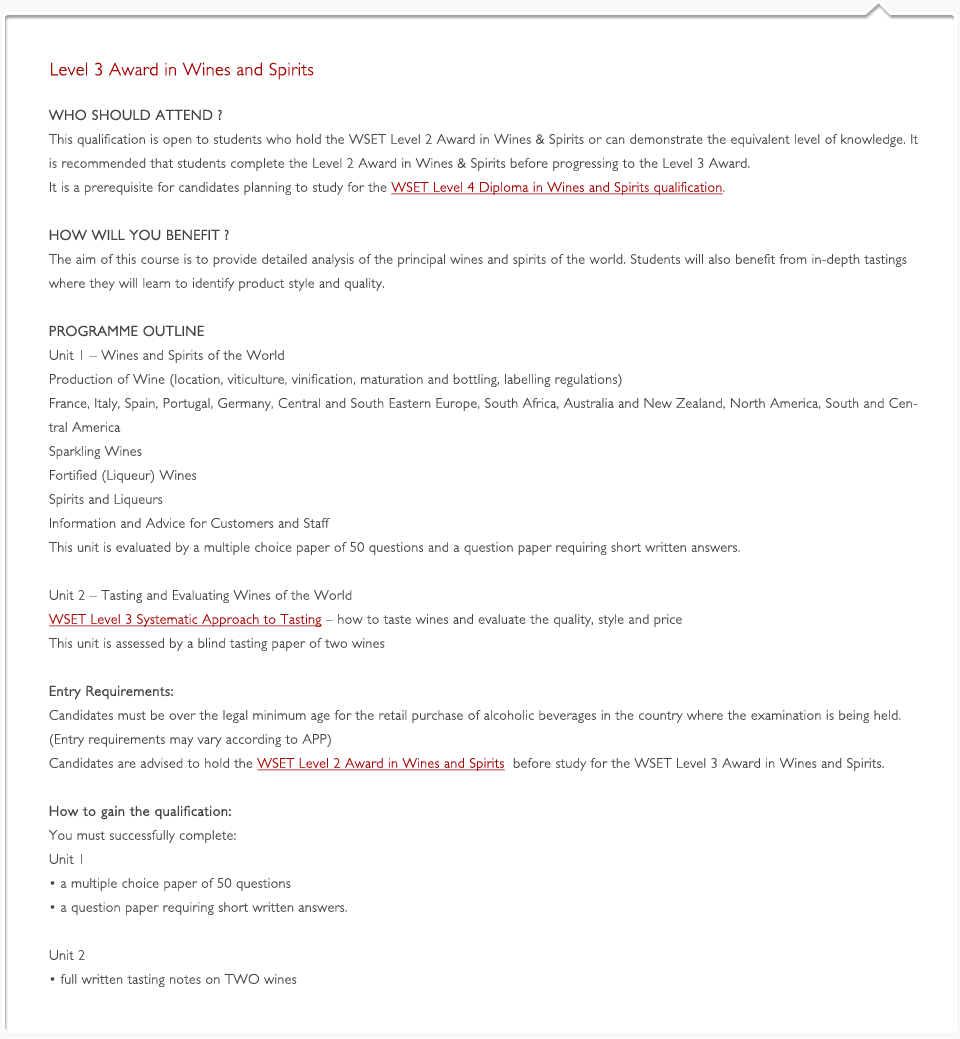 Level 3 Award in Wines and Spirits
WHO SHOULD ATTEND ?
This qualification is open to students who hold the WSET Level 2 Award in Wines & Spirits or can demonstrate the equivalent level of knowledge. It
is recommended that students complete the Level 2 Award in Wines & Spirits before progressing to the Level 3 Award.
It is a prerequisite for candidates planning to study for the WSET Level 4 Diploma in Wines and Spirits qualification.
HOW WILL YOU BENEFIT ?
The aim of this course is to provide detailed analysis of the principal wines and spirits of the world. Students will also benefit from in-depth tastings
where they will learn to identify product style and quality.
PROGRAMME OUTLINE
Unit 1 – Wines and Spirits of the World
Production of Wine (location, viticulture, vinification, maturation and bottling, labelling regulations)
France, Italy, Spain, Portugal, Germany, Central and South Eastern Europe, South Africa, Australia and New Zealand, North America, South and Cen-
tral America
Sparkling Wines
Fortified (Liqueur) Wines
Spirits and Liqueurs
Information and Advice for Customers and Staff
This unit is evaluated by a multiple choice paper of 50 questions and a question paper requiring short written answers.
Unit 2 – Tasting and Evaluating Wines of the World
WSET Level 3 Systematic Approach to Tasting – how to taste wines and evaluate the quality, style and price
This unit is assessed by a blind tasting paper of two wines
Entry Requirements:
Candidates must be over the legal minimum age for the retail purchase of alcoholic beverages in the country where the examination is being held.
(Entry requirements may vary according to APP)
Candidates are advised to hold the WSET Level 2 Award in Wines and Spirits before study for the WSET Level 3 Award in Wines and Spirits.
How to gain the qualification:
You must successfully complete:
Unit 1
• a multiple choice paper of 50 questions
• a question paper requiring short written answers.
Unit 2
• full written tasting notes on TWO wines